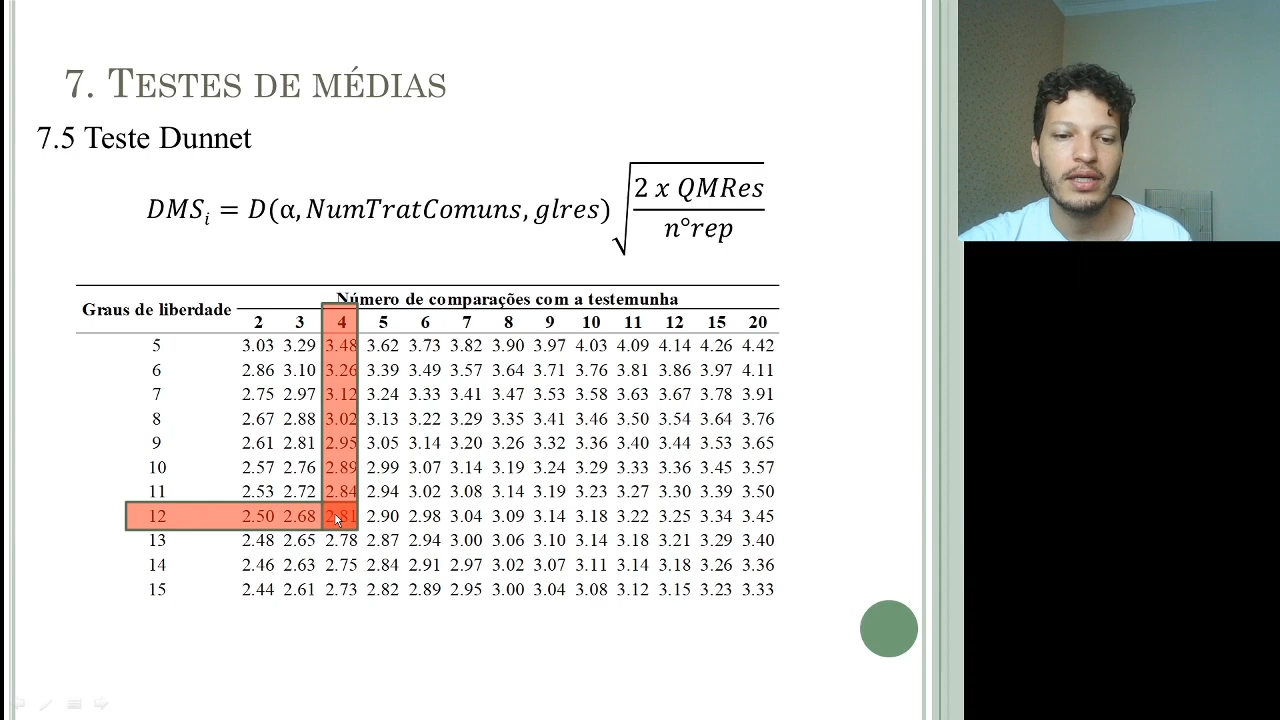 7. Testes de médias
7.5 Teste Dunnet
DMSᵢ = D(α, NumTratComuns, glres) √(2 x QMRes / n°rep)
Graus de liberdade Número de comparações com a testemunha
2 3 4 5 6 7 8 9 10 11 12 15 20
5 3.03 3.29 3.48 3.62 3.73 3.82 3.90 3.97 4.03 4.09 4.14 4.26 4.42
6 2.86 3.10 3.26 3.39 3.49 3.57 3.64 3.71 3.76 3.81 3.86 3.97 4.11
7 2.75 2.97 3.12 3.24 3.33 3.41 3.47 3.53 3.58 3.63 3.67 3.78 3.91
8 2.67 2.88 3.02 3.13 3.22 3.29 3.35 3.41 3.46 3.50 3.54 3.64 3.76
9 2.61 2.81 2.95 3.05 3.14 3.20 3.26 3.32 3.36 3.40 3.44 3.53 3.65
10 2.57 2.76 2.89 2.99 3.07 3.14 3.19 3.24 3.29 3.33 3.36 3.45 3.57
11 2.53 2.72 2.84 2.94 3.02 3.08 3.14 3.19 3.23 3.27 3.30 3.39 3.50
12 2.50 2.68 2.81 2.90 2.98 3.04 3.09 3.14 3.18 3.22 3.25 3.34 3.45
13 2.48 2.65 2.78 2.87 2.94 3.00 3.06 3.10 3.14 3.18 3.21 3.29 3.40
14 2.46 2.63 2.75 2.84 2.91 2.97 3.02 3.07 3.11 3.14 3.18 3.26 3.36
15 2.44 2.61 2.73 2.82 2.89 2.95 3.00 3.04 3.08 3.12 3.15 3.23 3.33